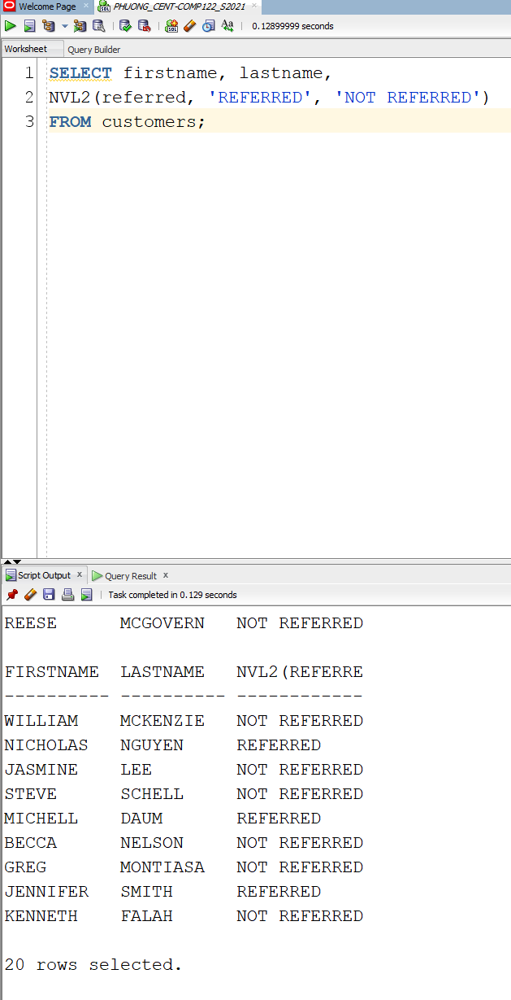 Welcome Page × PHUONG_CENT-COMP122_S2021 ×
SQL 0.12899999 seconds
Worksheet Query Builder
1 SELECT firstname, lastname,
2 NVL2(referred, 'REFERRED', 'NOT REFERRED')
3 FROM customers;
Script Output x Query Result x
Task completed in 0.129 seconds
REESE MCGOVERN NOT REFERRED
FIRSTNAME LASTNAME NVL2(REFERRE
---------- ---------- ------------
WILLIAM MCKENZIE NOT REFERRED
NICHOLAS NGUYEN REFERRED
JASMINE LEE NOT REFERRED
STEVE SCHELL NOT REFERRED
MICHELL DAUM REFERRED
BECCA NELSON NOT REFERRED
GREG MONTIASA NOT REFERRED
JENNIFER SMITH REFERRED
KENNETH FALAH NOT REFERRED
20 rows selected.